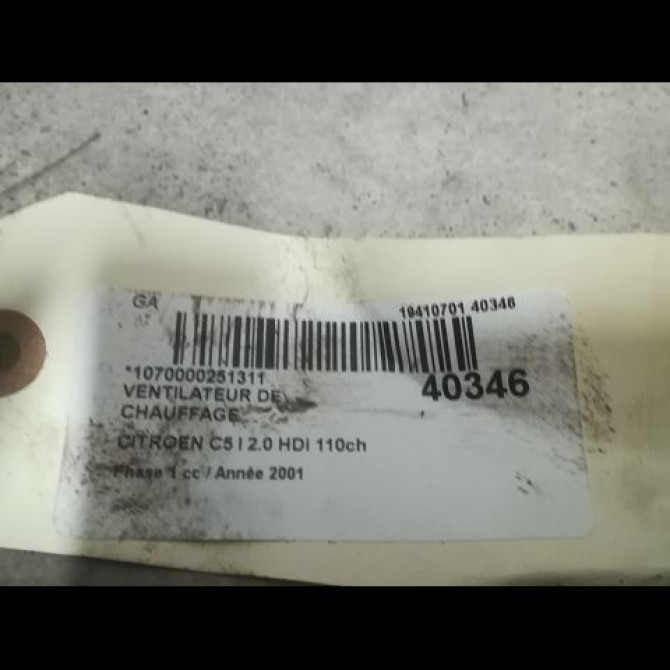 GA 19410701 40346
*1070000251311
40346
VENTILATEUR DE
CHAUFFAGE
CITROEN C5 I 2.0 HDI 110ch
Phase 1 cc / Année 2001